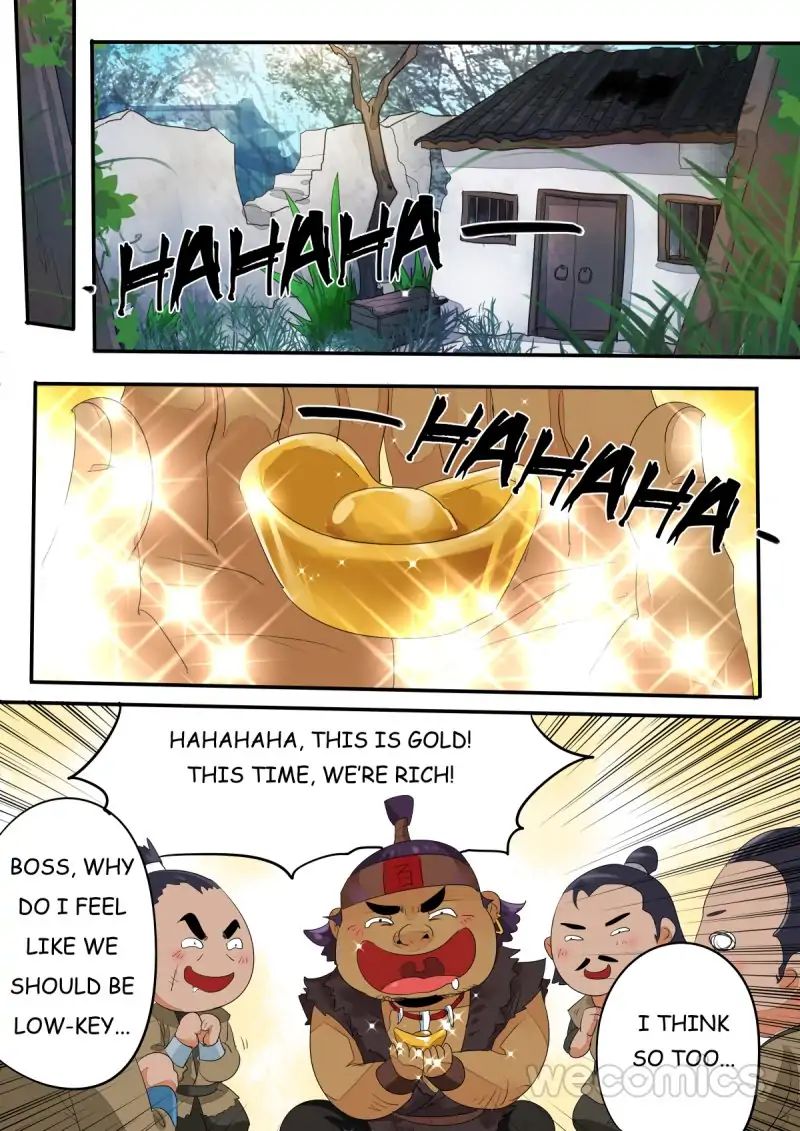 HAHAHA—
—HAHAHA
HAHAHAHA, THIS IS GOLD!
THIS TIME, WE'RE RICH!
BOSS, WHY
DO I FEEL
LIKE WE
SHOULD BE
LOW-KEY...
百
I THINK
SO TOO...
wecomics